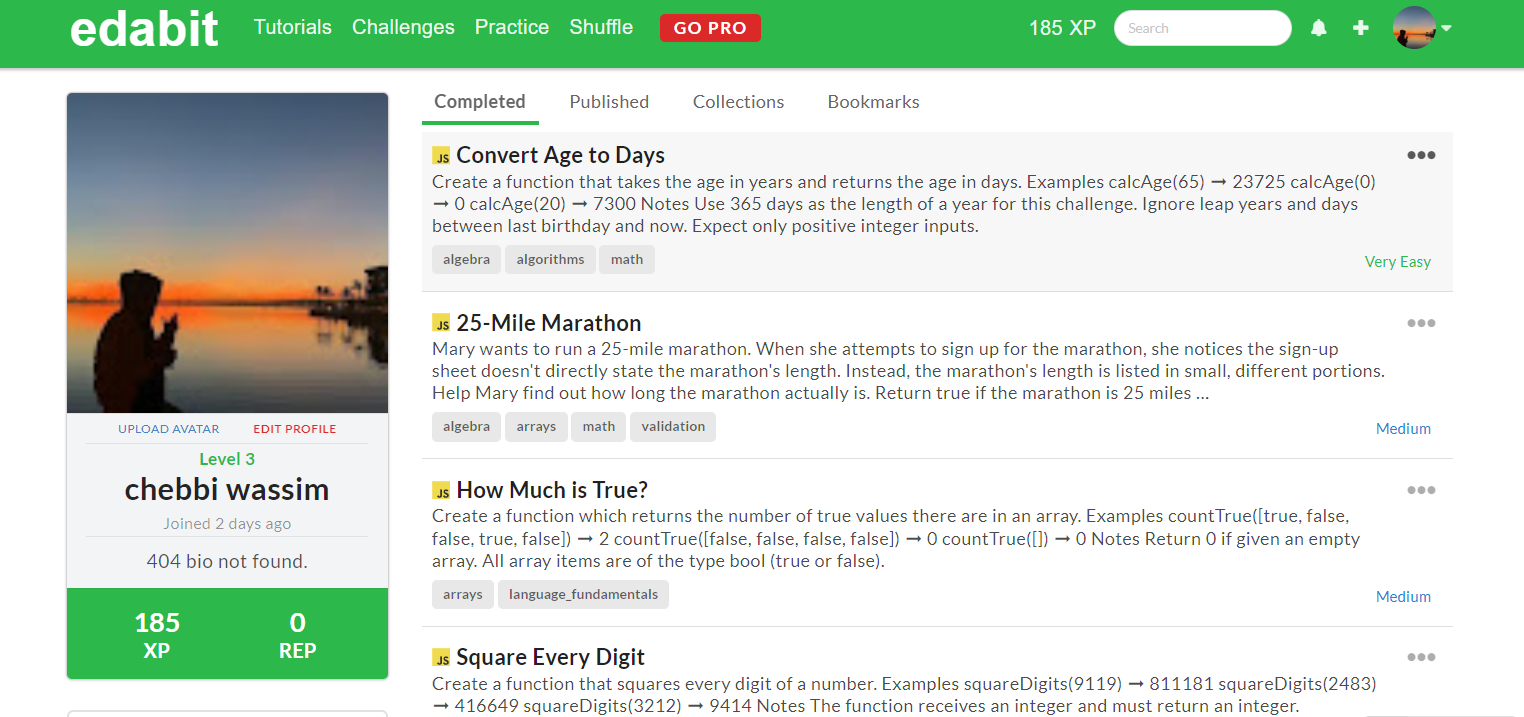 edabit Tutorials Challenges Practice Shuffle GO PRO 185 XP Search
Completed Published Collections Bookmarks
JS Convert Age to Days
Create a function that takes the age in years and returns the age in days. Examples calcAge(65) ➞ 23725 calcAge(0)
➞ 0 calcAge(20) ➞ 7300 Notes Use 365 days as the length of a year for this challenge. Ignore leap years and days
between last birthday and now. Expect only positive integer inputs.
algebra algorithms math
Very Easy
JS 25-Mile Marathon
Mary wants to run a 25-mile marathon. When she attempts to sign up for the marathon, she notices the sign-up
sheet doesn't directly state the marathon's length. Instead, the marathon's length is listed in small, different portions.
Help Mary find out how long the marathon actually is. Return true if the marathon is 25 miles ...
algebra arrays math validation
Medium
JS How Much is True?
Create a function which returns the number of true values there are in an array. Examples countTrue([true, false,
false, true, false]) ➞ 2 countTrue([false, false, false, false]) ➞ 0 countTrue([]) ➞ 0 Notes Return 0 if given an empty
array. All array items are of the type bool (true or false).
arrays language_fundamentals
Medium
JS Square Every Digit
Create a function that squares every digit of a number. Examples squareDigits(9119) ➞ 811181 squareDigits(2483)
➞ 416649 squareDigits(3212) ➞ 9414 Notes The function receives an integer and must return an integer.
UPLOAD AVATAR EDIT PROFILE
Level 3
chebbi wassim
Joined 2 days ago
404 bio not found.
185 0
XP REP